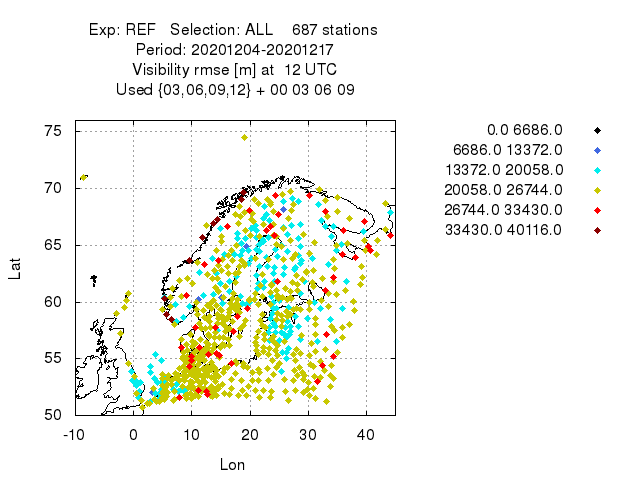 Exp: REF Selection: ALL 687 stations
Period: 20201204-20201217
Visibility rmse [m] at 12 UTC
Used {03,06,09,12} + 00 03 06 09
0.0 6686.0
6686.0 13372.0
13372.0 20058.0
20058.0 26744.0
26744.0 33430.0
33430.0 40116.0
75
70
65
60
55
50
Lat
-10 0 10 20 30 40
Lon